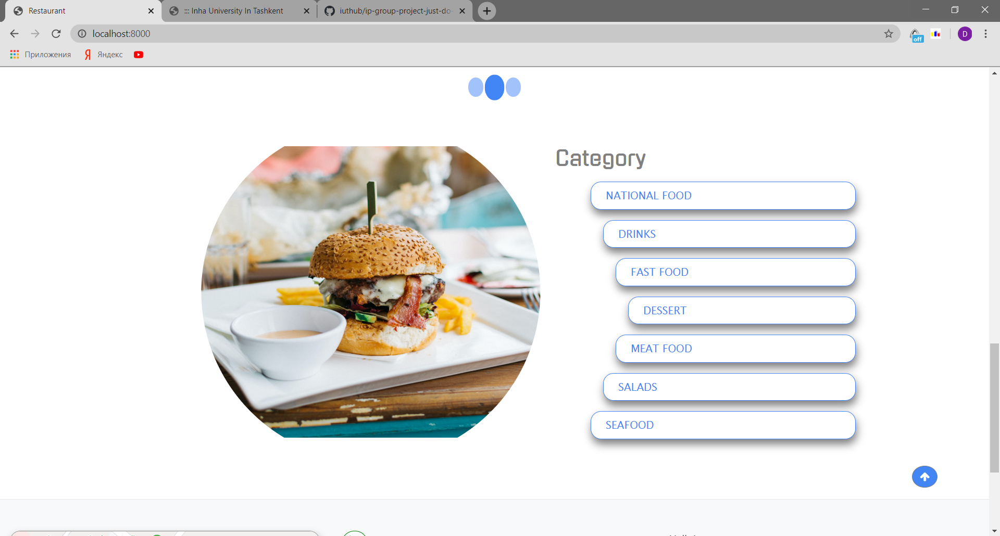 Restaurant
::: Inha University In Tashkent
iuthub/ip-group-project-just-do-
localhost:8000
off
D
Приложения
Яндекс
Category
NATIONAL FOOD
DRINKS
FAST FOOD
DESSERT
MEAT FOOD
SALADS
SEAFOOD